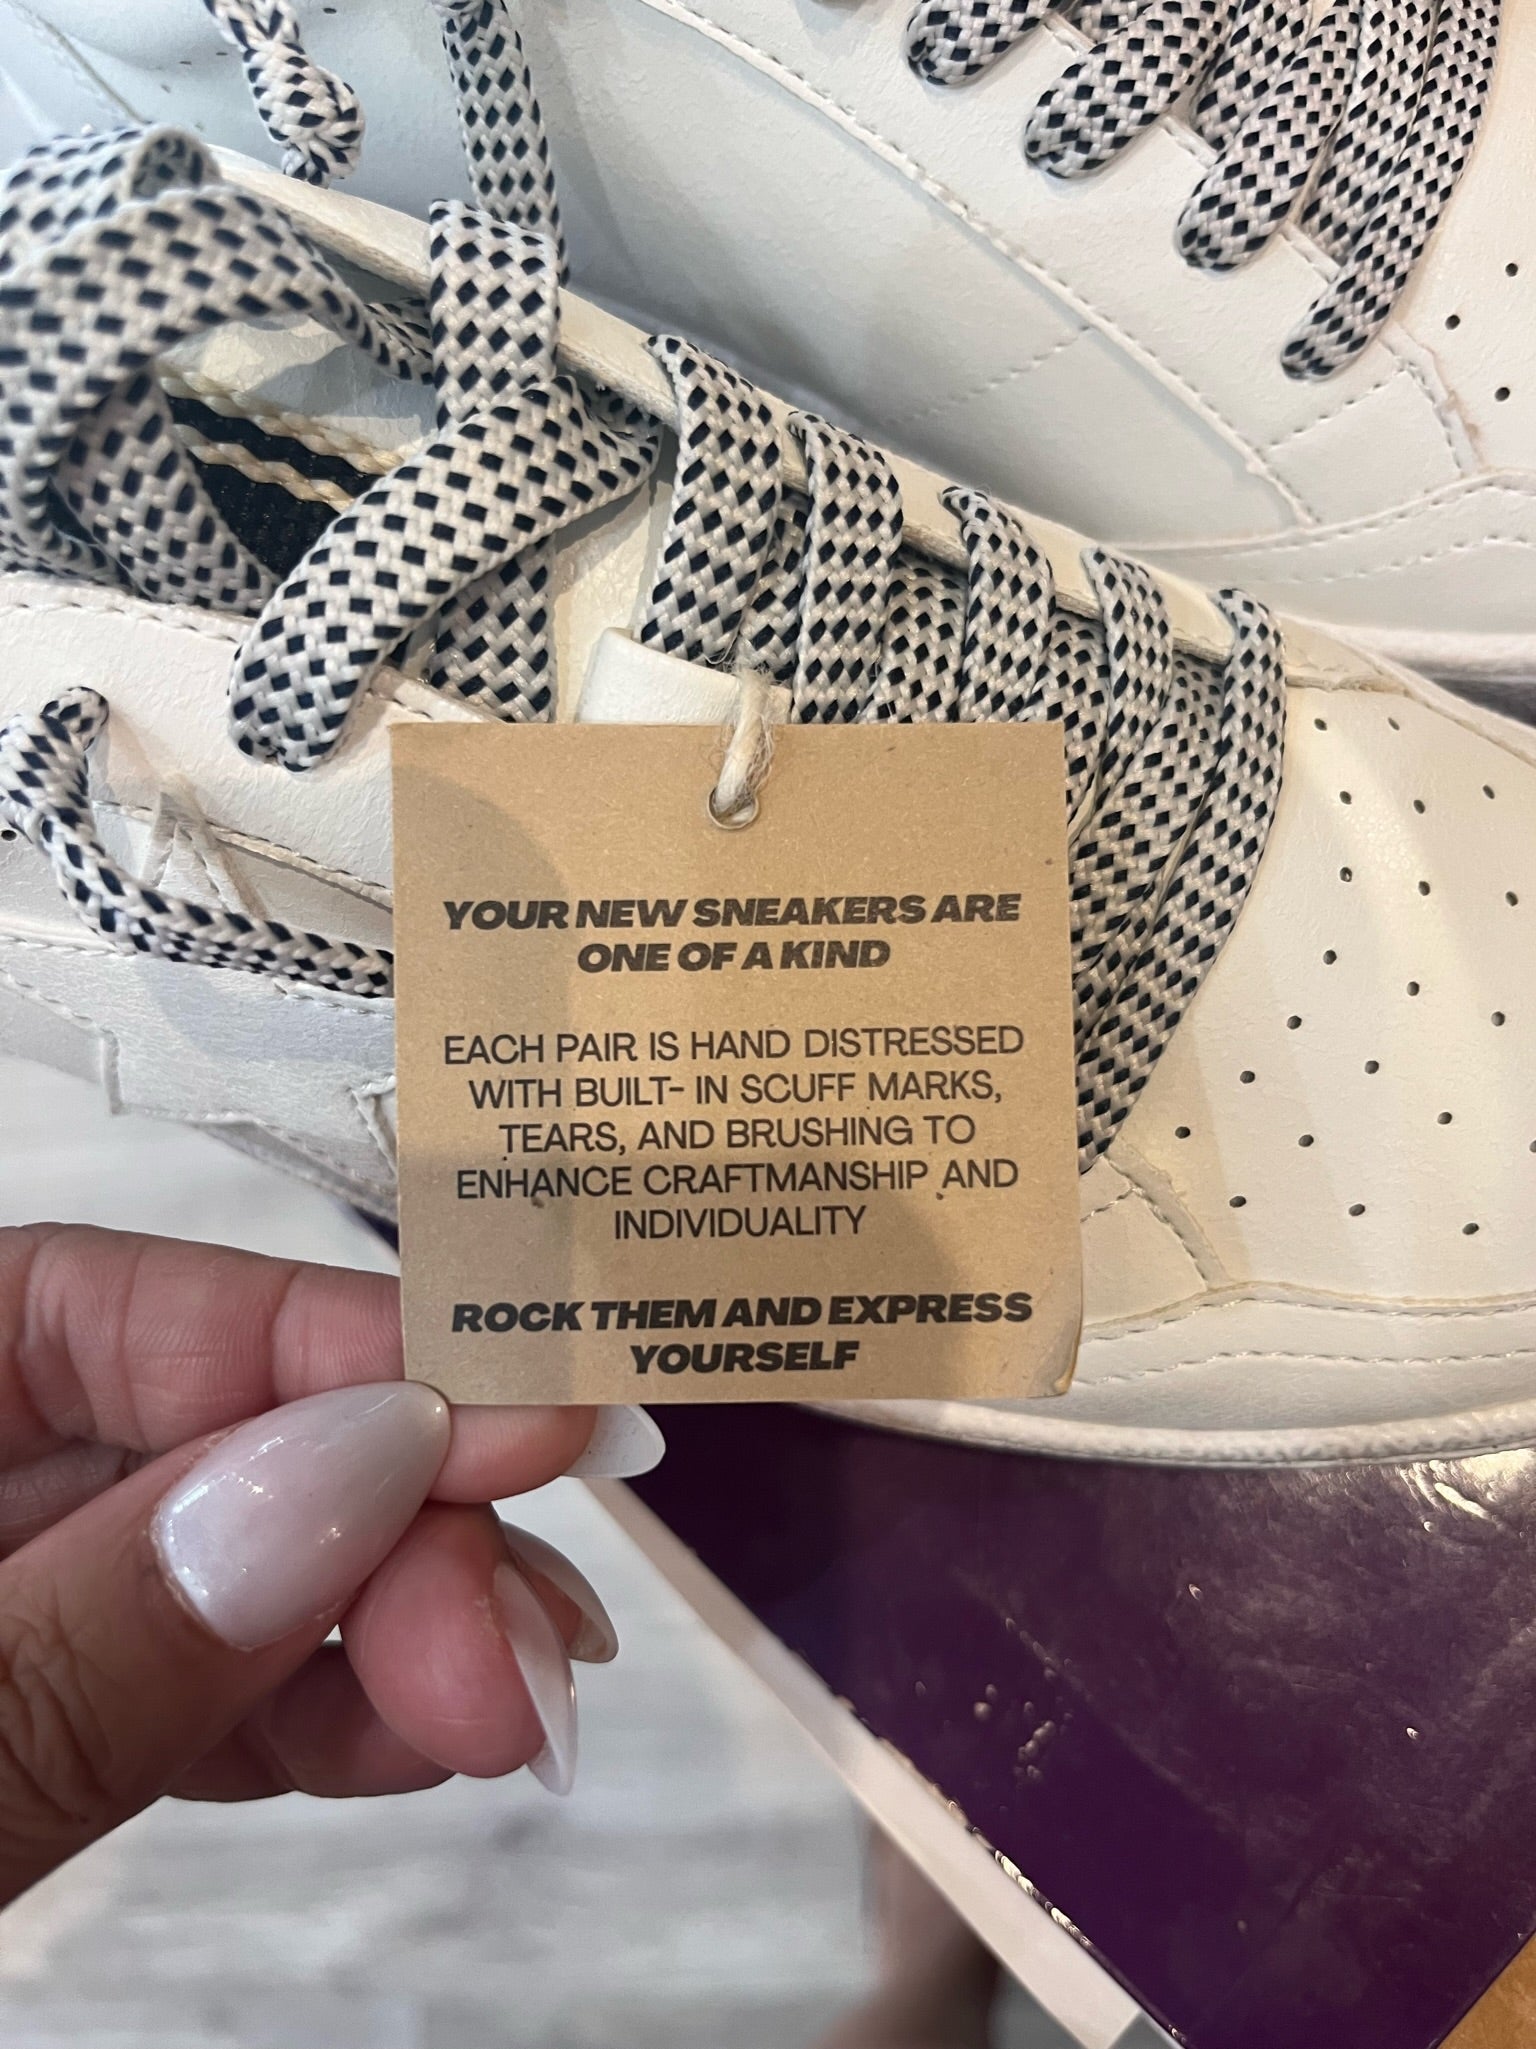 YOUR NEW SNEAKERS ARE
ONE OF A KIND
EACH PAIR IS HAND DISTRESSED
WITH BUILT- IN SCUFF MARKS,
TEARS, AND BRUSHING TO
ENHANCE CRAFTMANSHIP AND
INDIVIDUALITY
ROCK THEM AND EXPRESS
YOURSELF